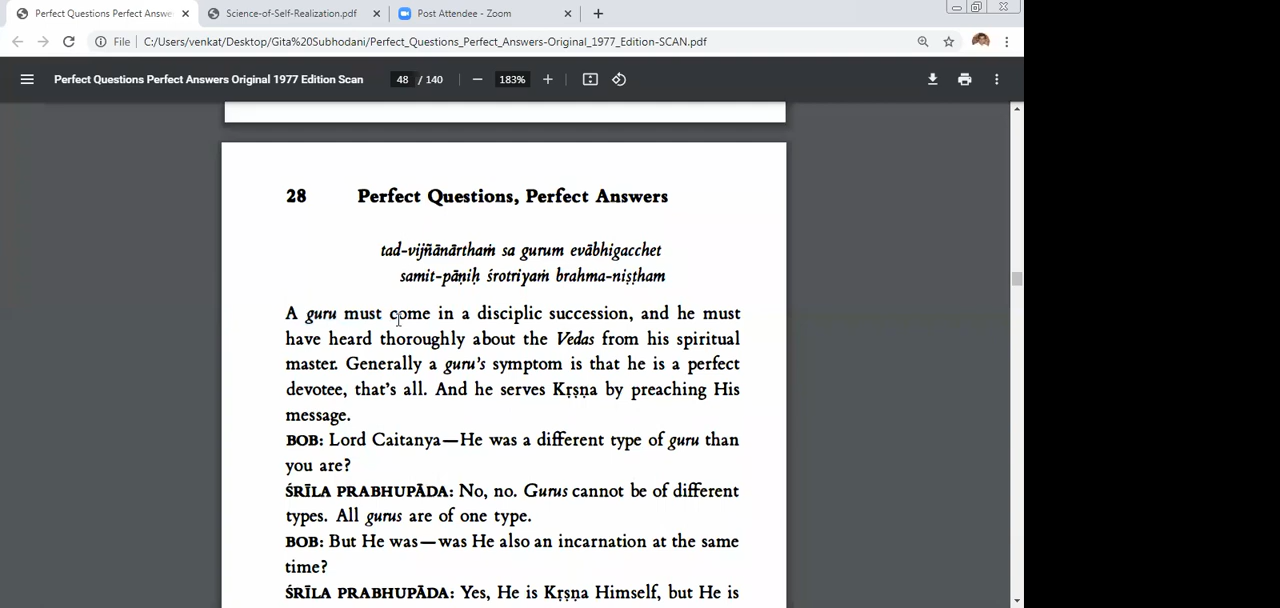 Perfect Questions Perfect Answe
Science-of-Self-Realization.pdf
Post Attendee - Zoom
File
C:/Users/venkat/Desktop/Gita%20Subhodani/Perfect_Questions_Perfect_Answers-Original_1977_Edition-SCAN.pdf
Perfect Questions Perfect Answers Original 1977 Edition Scan
48 / 140
183%
28 Perfect Questions, Perfect Answers
tad-vijñānārthaṁ sa gurum evābhigacchet
samit-pāṇiḥ śrotriyaṁ brahma-niṣṭham
A guru must come in a disciplic succession, and he must
have heard thoroughly about the Vedas from his spiritual
master. Generally a guru's symptom is that he is a perfect
devotee, that's all. And he serves Kṛṣṇa by preaching His
message.
BOB: Lord Caitanya—He was a different type of guru than
you are?
ŚRĪLA PRABHUPĀDA: No, no. Gurus cannot be of different
types. All gurus are of one type.
BOB: But He was—was He also an incarnation at the same
time?
ŚRĪLA PRABHUPĀDA: Yes, He is Kṛṣṇa Himself, but He is